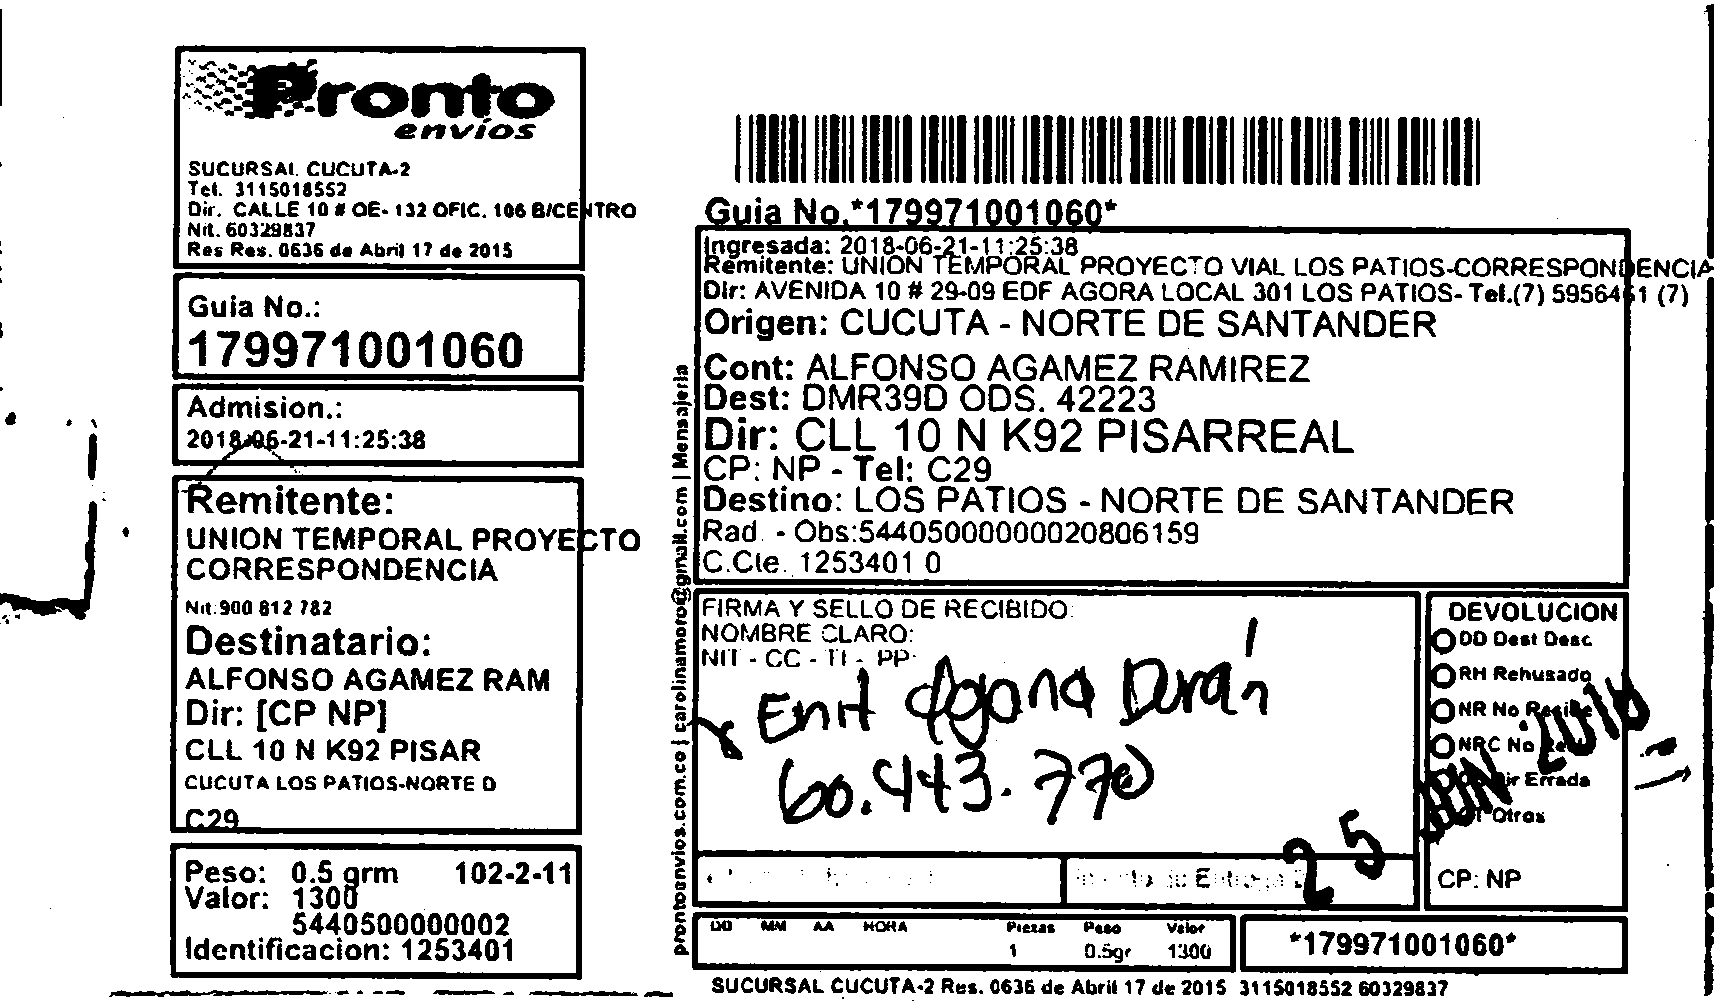 Pronto
envíos
SUCURSAL CUCUTA-2
Tel. 3115018552
Dir. CALLE 10 # OE- 132 OFIC. 106 B/CENTRO
Nit. 60329837
Res Res. 0636 de Abril 17 de 2015
Guia No.:
179971001060
Admision.:
2018-06-21-11:25:38
Remitente:
UNION TEMPORAL PROYECTO
CORRESPONDENCIA
Nit:900 812 782
Destinatario:
ALFONSO AGAMEZ RAM
Dir: [CP NP]
CLL 10 N K92 PISAR
CUCUTA LOS PATIOS-NORTE D
C29
Peso: 0.5 grm 102-2-11
Valor: 1300
5440500000002
Identificacion: 1253401
prontoenvios.com.co | carolinamoro@gmail.com | Mensajeria
Guia No.*179971001060*
Ingresada: 2018-06-21-11:25:38
Remitente: UNION TEMPORAL PROYECTO VIAL LOS PATIOS-CORRESPONDENCIA
Dir: AVENIDA 10 # 29-09 EDF AGORA LOCAL 301 LOS PATIOS- Tel.(7) 5956461 (7)
Origen: CUCUTA - NORTE DE SANTANDER
Cont: ALFONSO AGAMEZ RAMIREZ
Dest: DMR39D ODS. 42223
Dir: CLL 10 N K92 PISARREAL
CP: NP - Tel: C29
Destino: LOS PATIOS - NORTE DE SANTANDER
Rad. - Obs:54405000000020806159
C.Cte. 1253401 0
FIRMA Y SELLO DE RECIBIDO:
NOMBRE CLARO:
NIT - CC - TI - PP:
Enit Durán
60.443.770
25 JUN 2018
DEVOLUCION
DD Dest Desc
RH Rehusado
NR No Recibe
NRC No
Dir Errada
Otros
CP: NP
DD MM AA HORA Piezas Peso Valor
1 0.5gr 1300
*179971001060*
SUCURSAL CUCUTA-2 Res. 0636 de Abril 17 de 2015 3115018552 60329837